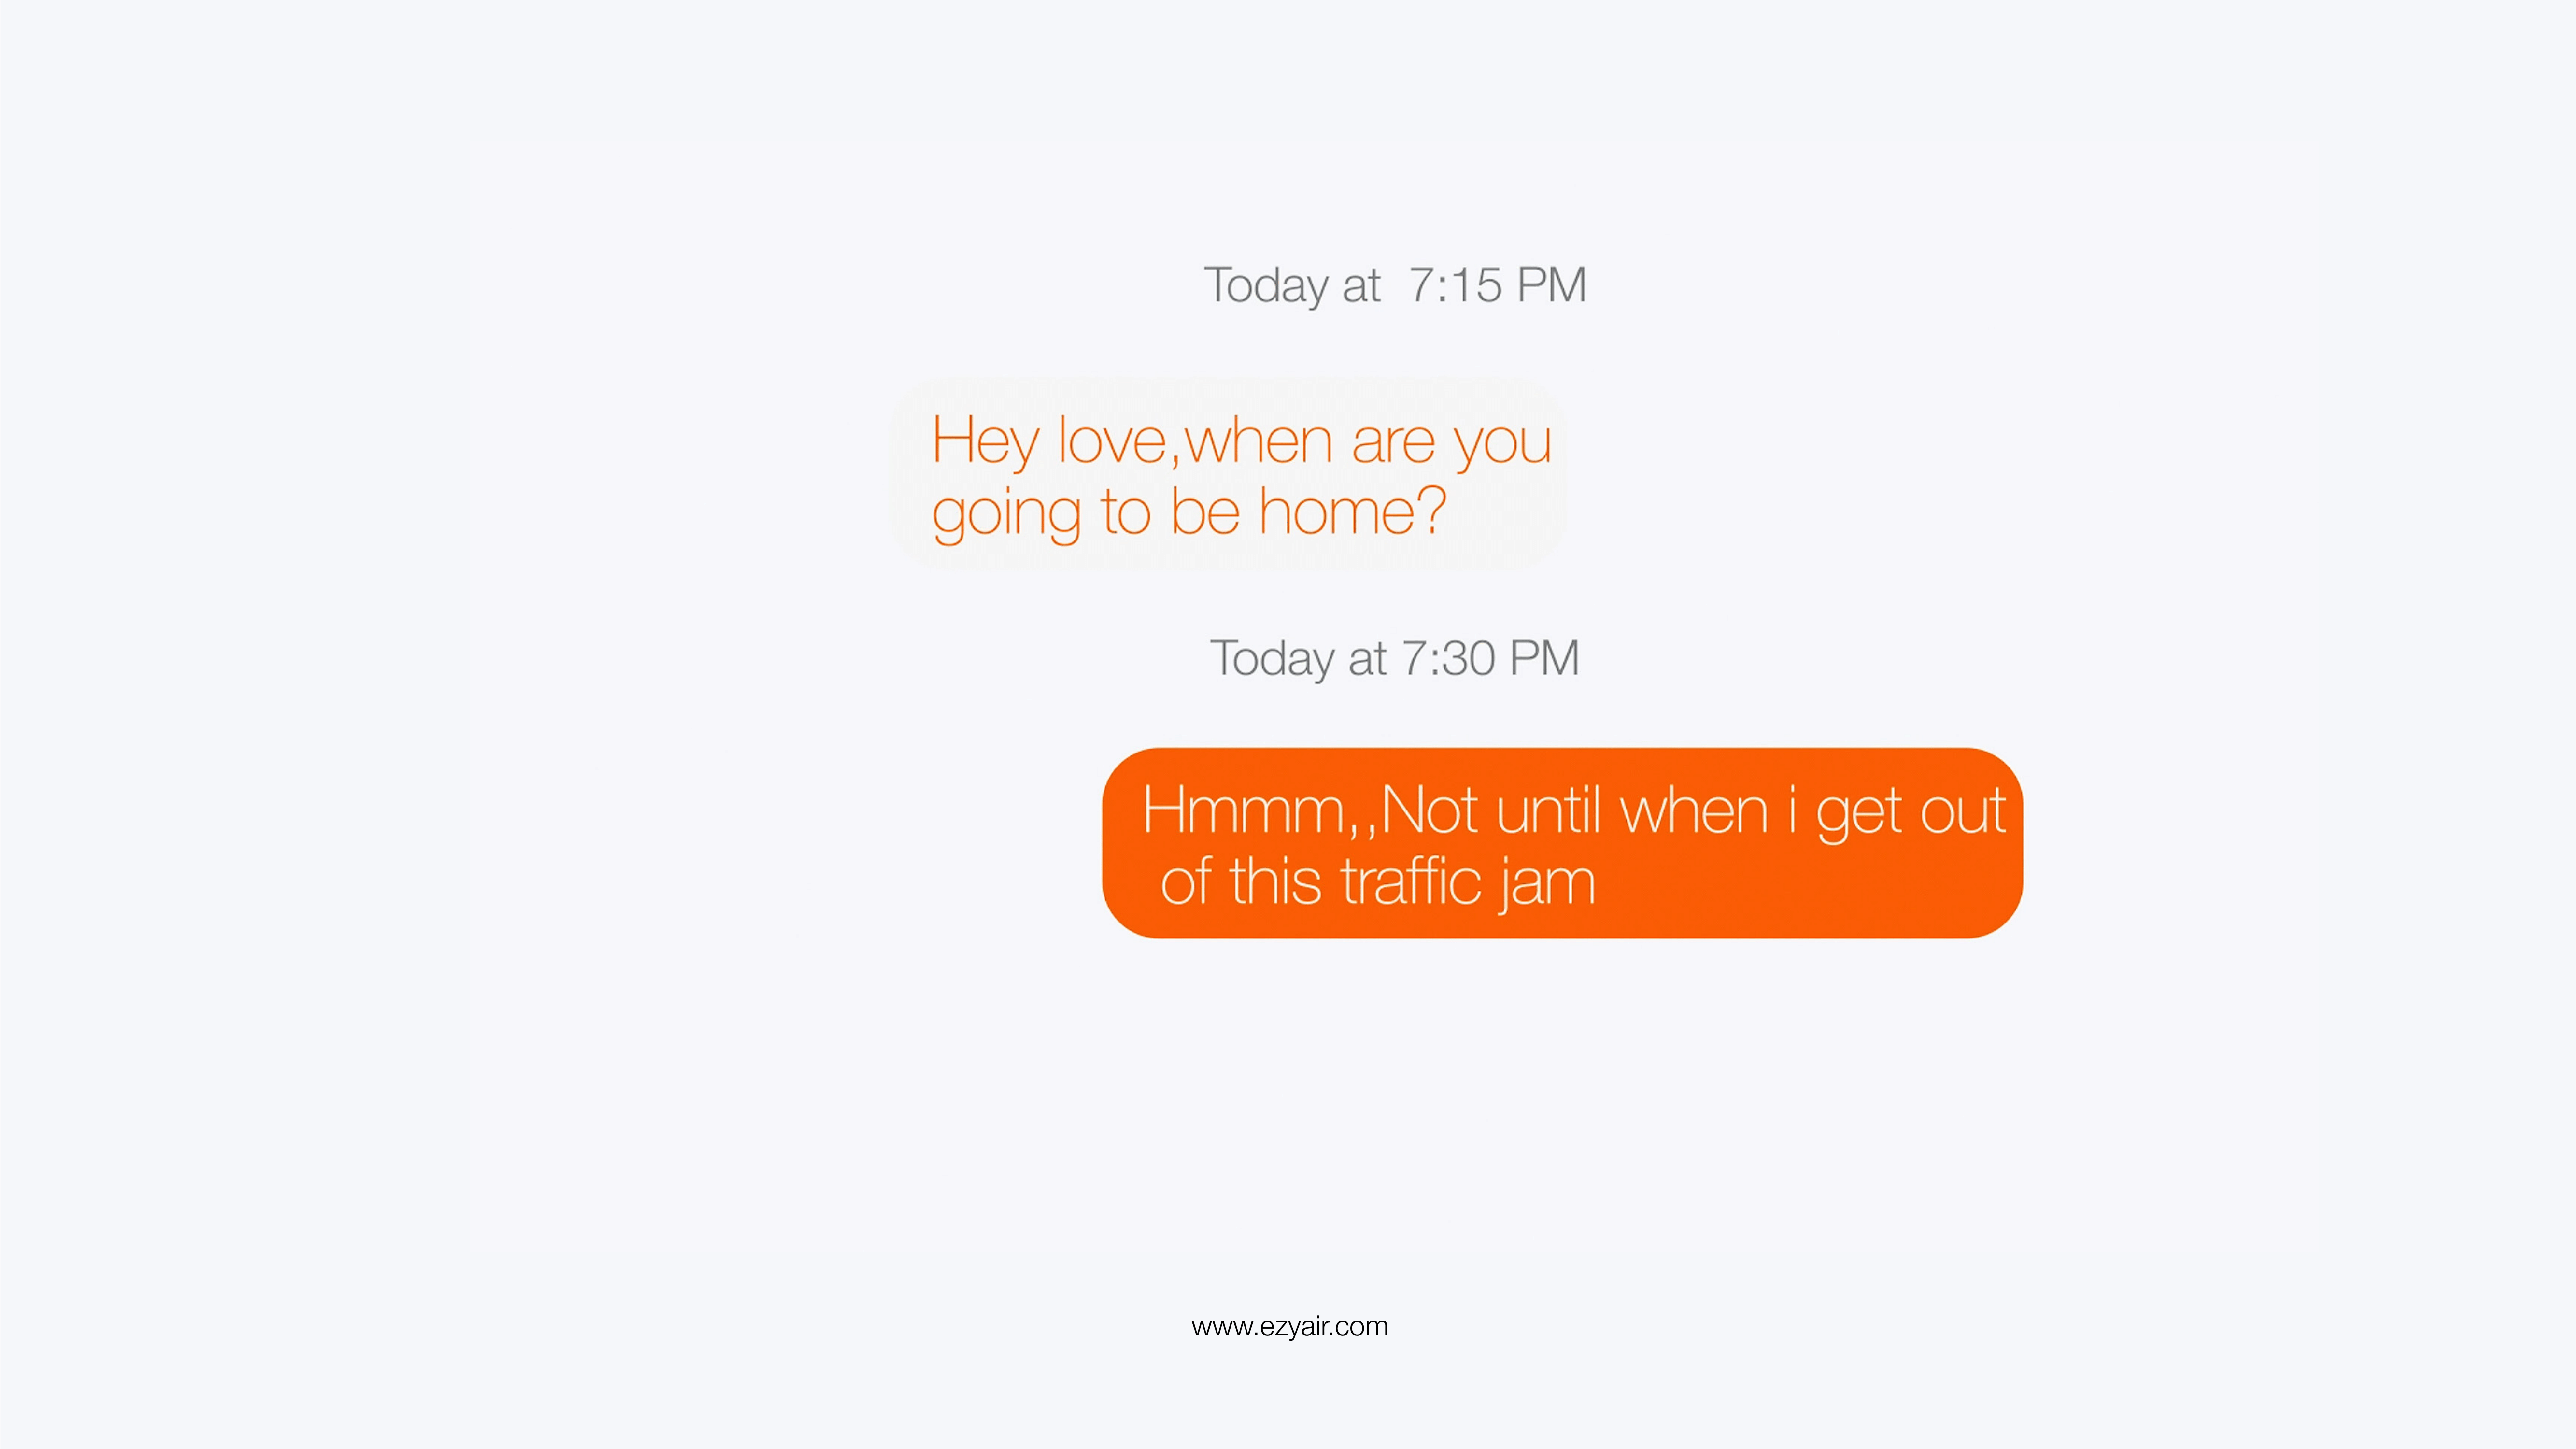 Today at  7:15 PM
Hey love,when are you
going to be home?
Today at 7:30 PM
Hmmm,,Not until when i get out
of this traffic jam
www.ezyair.com